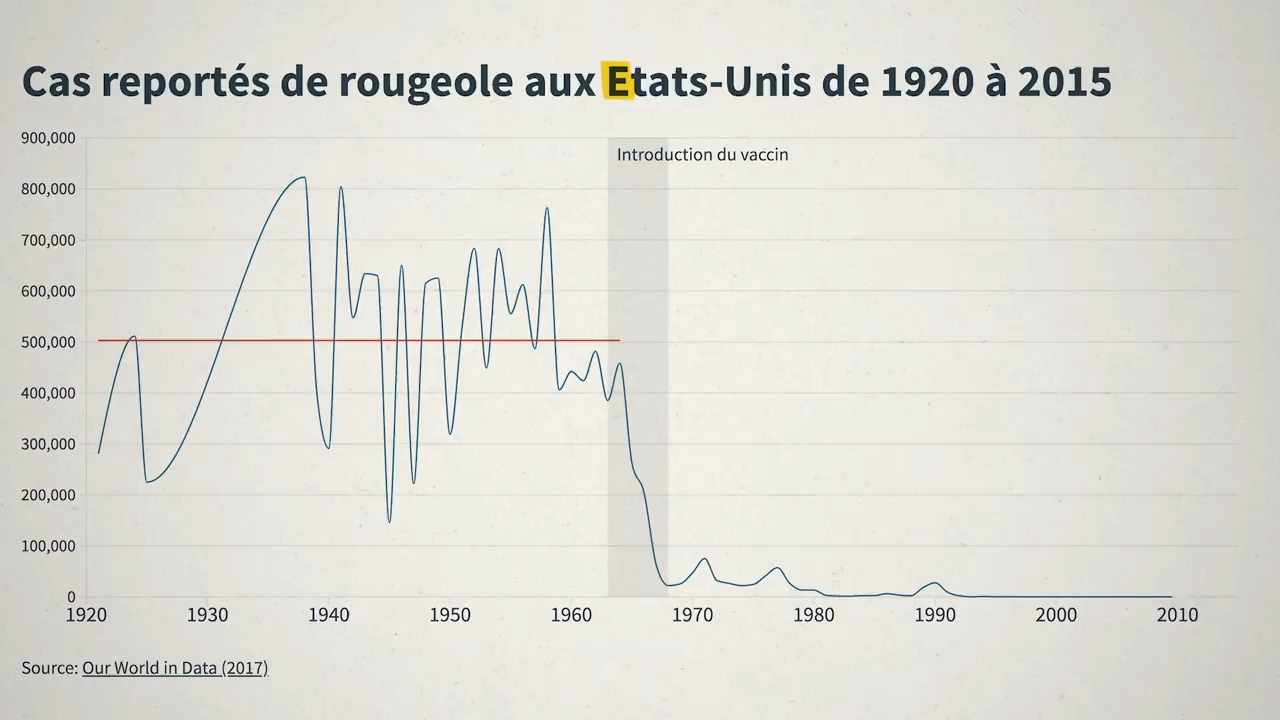 Cas reportés de rougeole aux Etats-Unis de 1920 à 2015
900,000
Introduction du vaccin
800,000
700,000
600,000
500,000
400,000
300,000
200,000
100,000
0
1920 1930 1940 1950 1960 1970 1980 1990 2000 2010
Source: Our World in Data (2017)